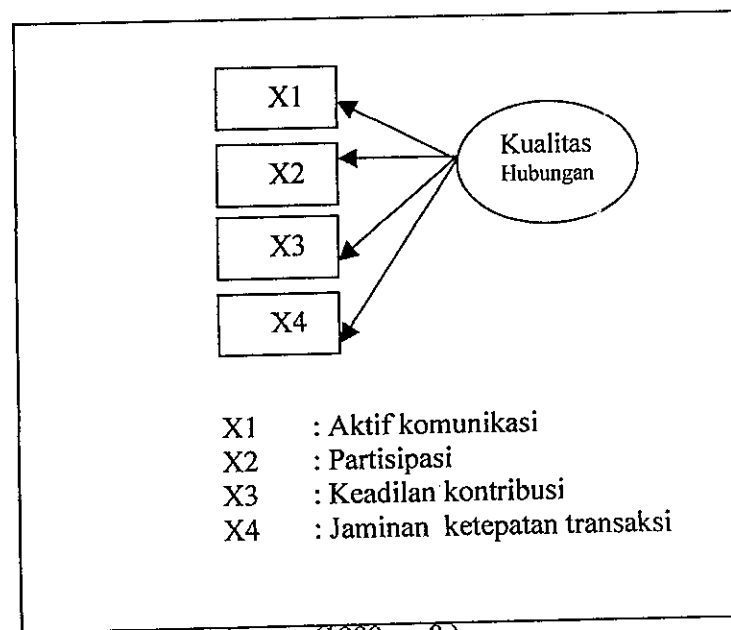 X1
X2
X3
X4
Kualitas
Hubungan
X1 : Aktif komunikasi
X2 : Partisipasi
X3 : Keadilan kontribusi
X4 : Jaminan ketepatan transaksi